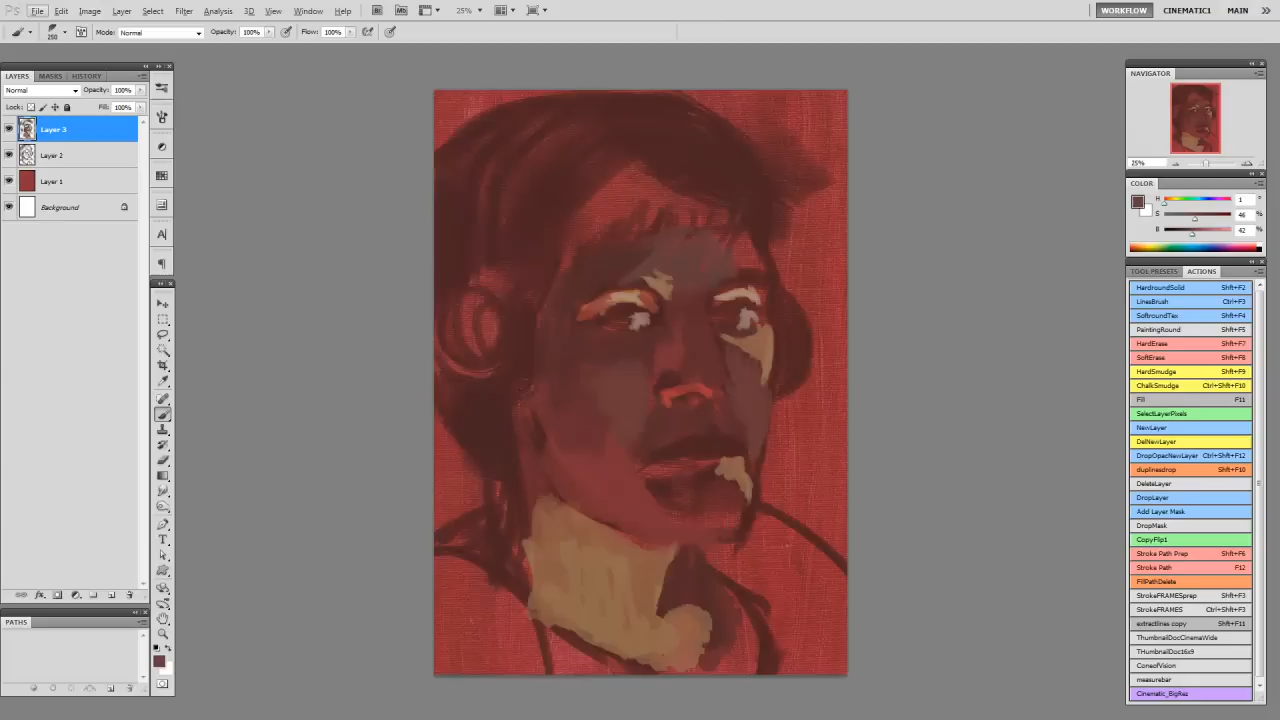 PS File Edit Image Layer Select Filter Analysis 3D View Window Help 25% WORKFLOW CINEMATIC1 MAIN
250 Mode: Normal Opacity: 100% Flow: 100%
LAYERS MASKS HISTORY
Normal Opacity: 100%
Lock: Fill: 100%
Layer 3
Layer 2
Layer 1
Background
PATHS
NAVIGATOR
25%
COLOR
H 1 °
S 46 %
B 42 %
TOOL PRESETS ACTIONS
HardroundSolid Shft+F2
LinesBrush Ctrl+F3
SoftroundTex Shft+F4
PaintingRound Shft+F5
HardErase Shft+F7
SoftErase Shft+F8
HardSmudge Shft+F9
ChalkSmudge Ctrl+Shft+F10
Fill F11
SelectLayerPixels
NewLayer
DelNewLayer
DropOpacNewLayer Ctrl+Shft+F12
duplinesdrop Shft+F10
DeleteLayer
DropLayer
Add Layer Mask
DropMask
CopyFlip1
Stroke Path Prep Shft+F6
Stroke Path F12
FillPathDelete
StrokeFRAMESprep Shft+F3
StrokeFRAMES Ctrl+Shft+F3
extractlines copy Shft+F11
ThumbnailDocCinemaWide
THumbnailDoc16x9
ConeofVision
measurebar
Cinematic_BigRez